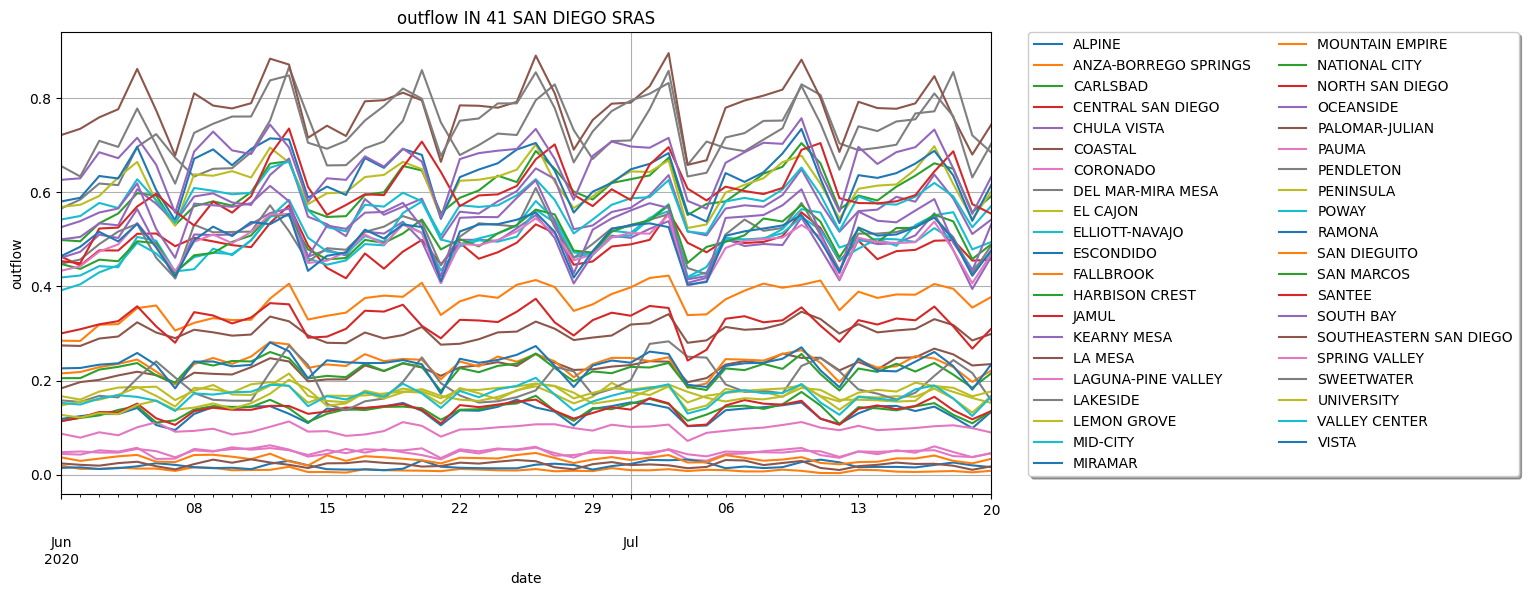 outflow IN 41 SAN DIEGO SRAS
outflow
0.8
0.6
0.4
0.2
0.0
08
15
22
29
06
13
20
Jun
2020
Jul
date
ALPINE
ANZA-BORREGO SPRINGS
CARLSBAD
CENTRAL SAN DIEGO
CHULA VISTA
COASTAL
CORONADO
DEL MAR-MIRA MESA
EL CAJON
ELLIOTT-NAVAJO
ESCONDIDO
FALLBROOK
HARBISON CREST
JAMUL
KEARNY MESA
LA MESA
LAGUNA-PINE VALLEY
LAKESIDE
LEMON GROVE
MID-CITY
MIRAMAR
MOUNTAIN EMPIRE
NATIONAL CITY
NORTH SAN DIEGO
OCEANSIDE
PALOMAR-JULIAN
PAUMA
PENDLETON
PENINSULA
POWAY
RAMONA
SAN DIEGUITO
SAN MARCOS
SANTEE
SOUTH BAY
SOUTHEASTERN SAN DIEGO
SPRING VALLEY
SWEETWATER
UNIVERSITY
VALLEY CENTER
VISTA